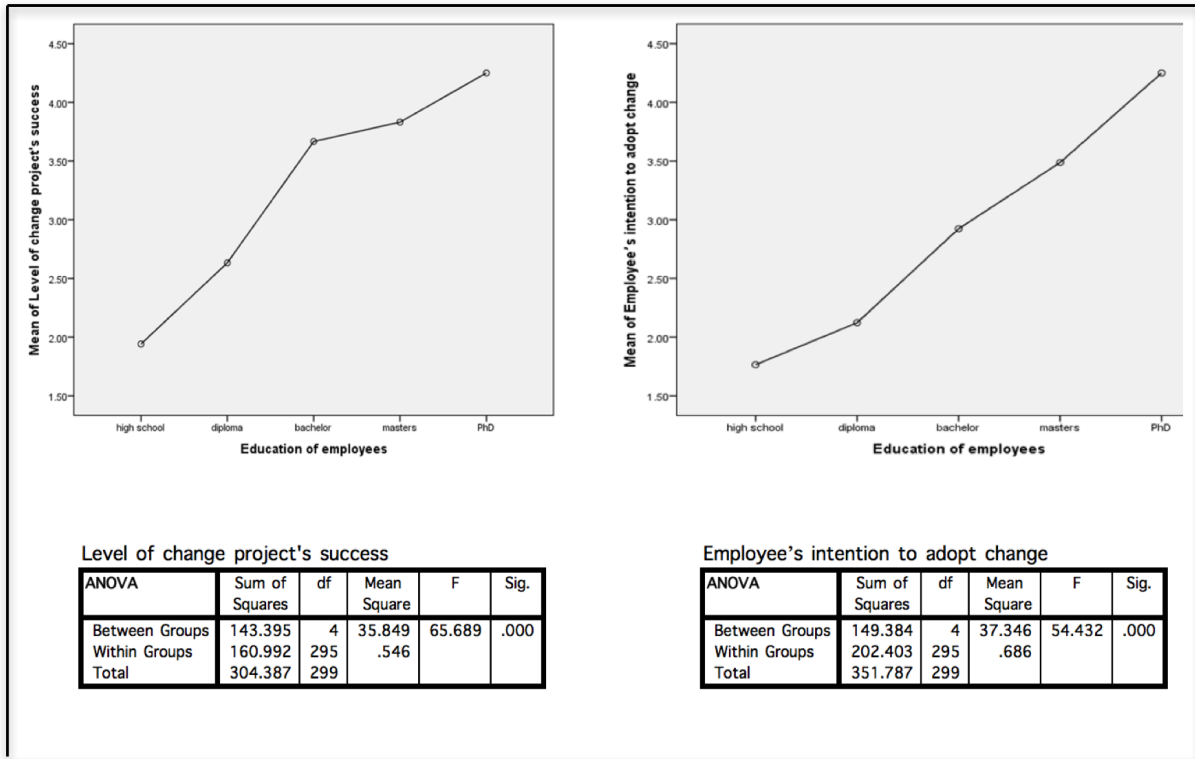 Mean of Level of change project's success
4.50
4.00
3.50
3.00
2.50
2.00
1.50
high school diploma bachelor masters PhD
Education of employees
Mean of Employee's intention to adopt change
4.50
4.00
3.50
3.00
2.50
2.00
1.50
high school diploma bachelor masters PhD
Education of employees
Level of change project's success
ANOVA Sum of Squares df Mean Square F Sig.
Between Groups 143.395 4 35.849 65.689 .000
Within Groups 160.992 295 .546
Total 304.387 299
Employee's intention to adopt change
ANOVA Sum of Squares df Mean Square F Sig.
Between Groups 149.384 4 37.346 54.432 .000
Within Groups 202.403 295 .686
Total 351.787 299